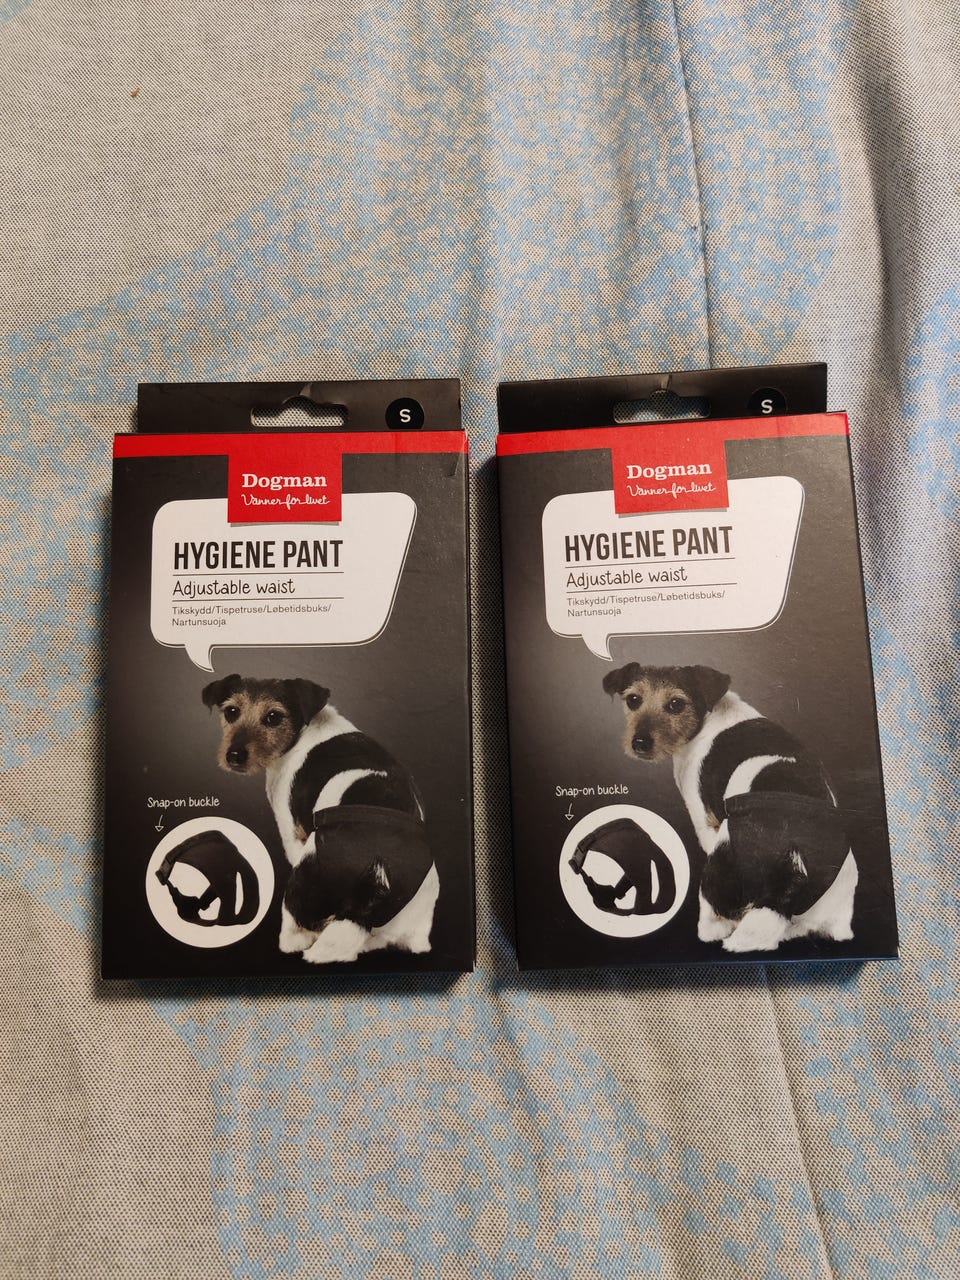 S
Dogman
Vänner för livet
HYGIENE PANT
Adjustable waist
Tikskydd/Tispetruse/Løbetidsbuks/
Nartunsuoja
Snap-on buckle
S
Dogman
Vänner för livet
HYGIENE PANT
Adjustable waist
Tikskydd/Tispetruse/Løbetidsbuks/
Nartunsuoja
Snap-on buckle